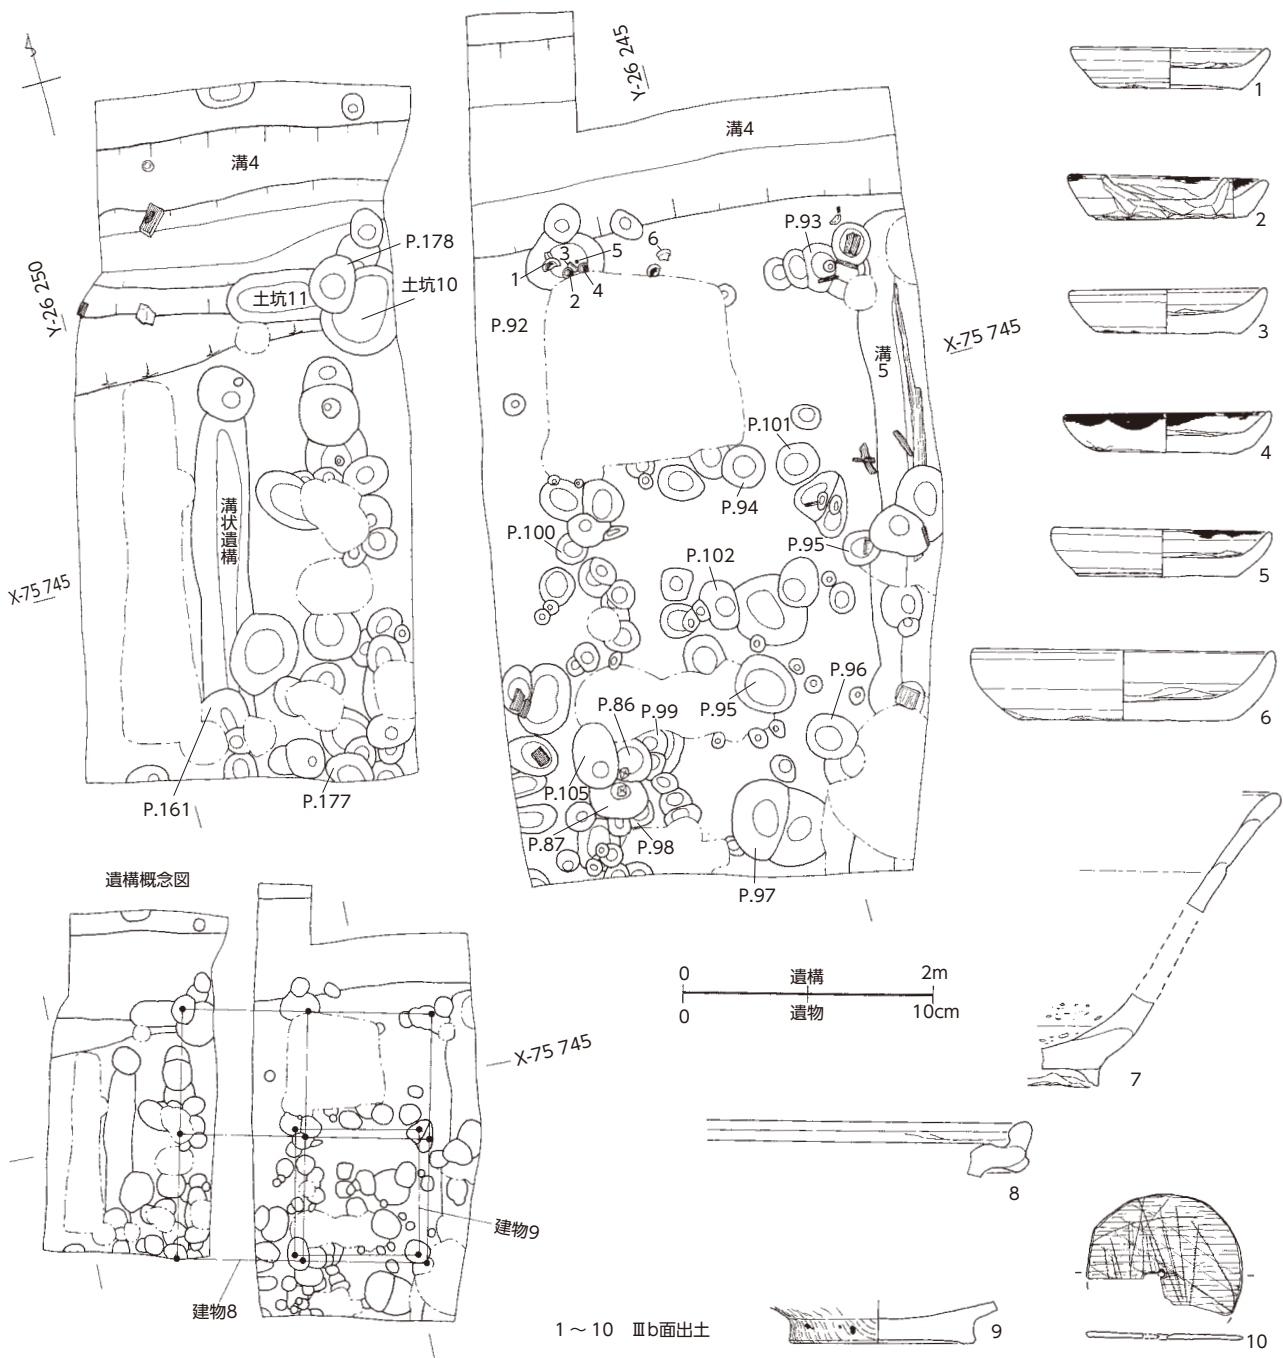 Y-26 245
溝4
溝4
P.178
土坑10
土坑11
Y-26 250
溝状遺構
X-75 745
P.161
P.177
P.93
6
5
3
1
2
4
P.92
溝5
X-75 745
P.101
P.94
P.100
P.102
P.95
P.96
P.86
P.99
P.95
P.105
P.87
P.98
P.97
遺構概念図
X-75 745
建物9
建物8
0 遺構 2m
0 遺物 10cm
1
2
3
4
5
6
7
8
9
10
1～10 Ⅲb面出土